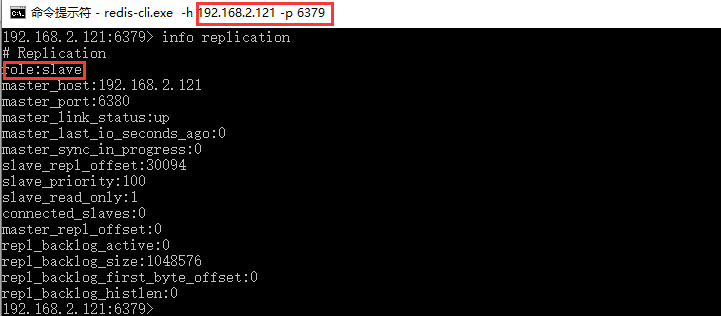 命令提示符 - redis-cli.exe -h 192.168.2.121 -p 6379
192.168.2.121:6379> info replication
# Replication
role:slave
master_host:192.168.2.121
master_port:6380
master_link_status:up
master_last_io_seconds_ago:0
master_sync_in_progress:0
slave_repl_offset:30094
slave_priority:100
slave_read_only:1
connected_slaves:0
master_repl_offset:0
repl_backlog_active:0
repl_backlog_size:1048576
repl_backlog_first_byte_offset:0
repl_backlog_histlen:0
192.168.2.121:6379>